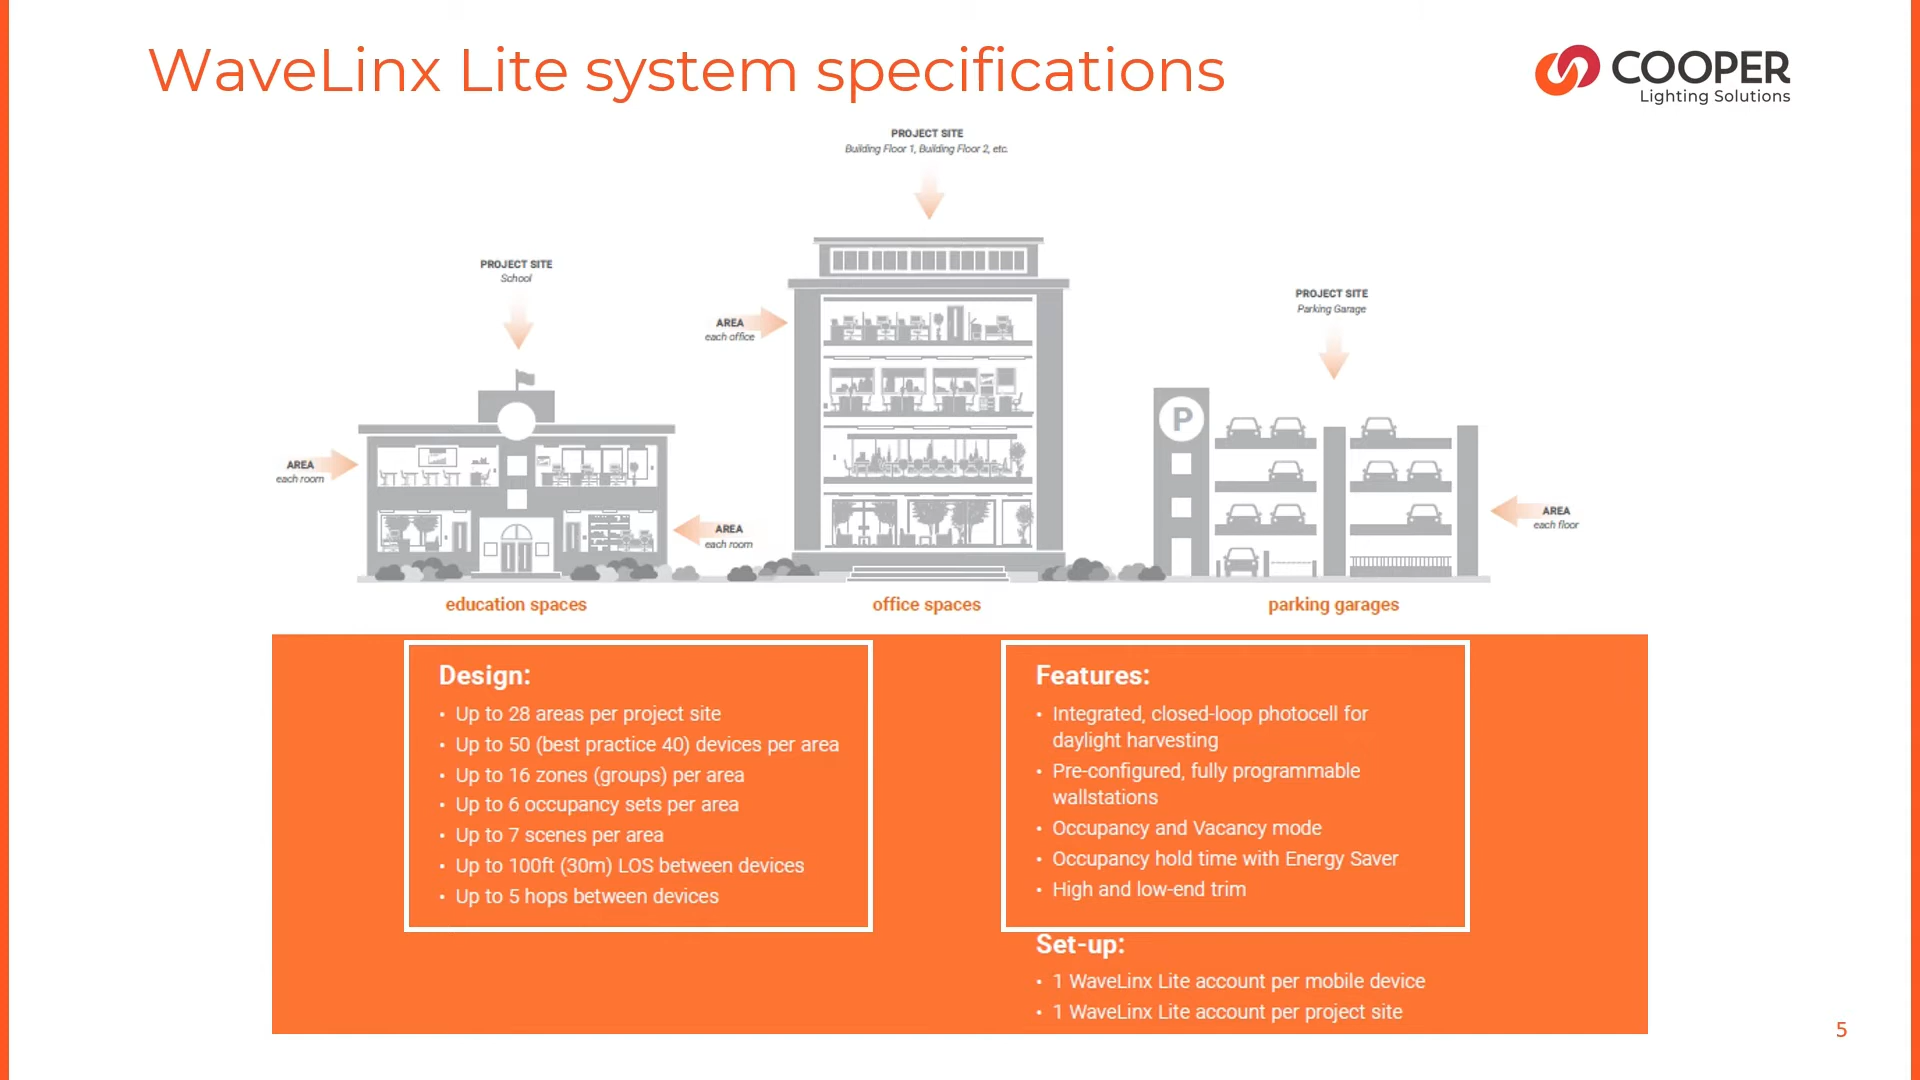 WaveLinx Lite system specifications
COOPER
Lighting Solutions
PROJECT SITE
Building Floor 1, Building Floor 2, etc.
PROJECT SITE
School
PROJECT SITE
Parking Garage
AREA
each office
AREA
each room
AREA
each room
AREA
each floor
P
education spaces
office spaces
parking garages
Design:
• Up to 28 areas per project site
• Up to 50 (best practice 40) devices per area
• Up to 16 zones (groups) per area
• Up to 6 occupancy sets per area
• Up to 7 scenes per area
• Up to 100ft (30m) LOS between devices
• Up to 5 hops between devices
Features:
• Integrated, closed-loop photocell for
daylight harvesting
• Pre-configured, fully programmable
wallstations
• Occupancy and Vacancy mode
• Occupancy hold time with Energy Saver
• High and low-end trim
Set-up:
• 1 WaveLinx Lite account per mobile device
• 1 WaveLinx Lite account per project site
5